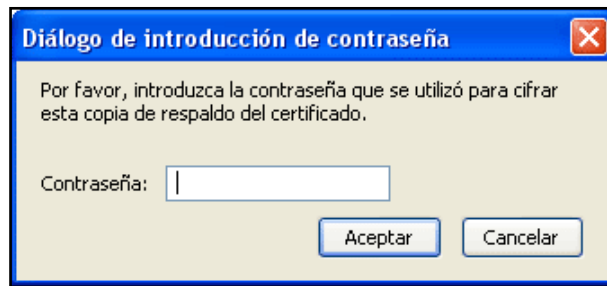 Diálogo de introducción de contraseña
Por favor, introduzca la contraseña que se utilizó para cifrar
esta copia de respaldo del certificado.
Contraseña:
Aceptar Cancelar